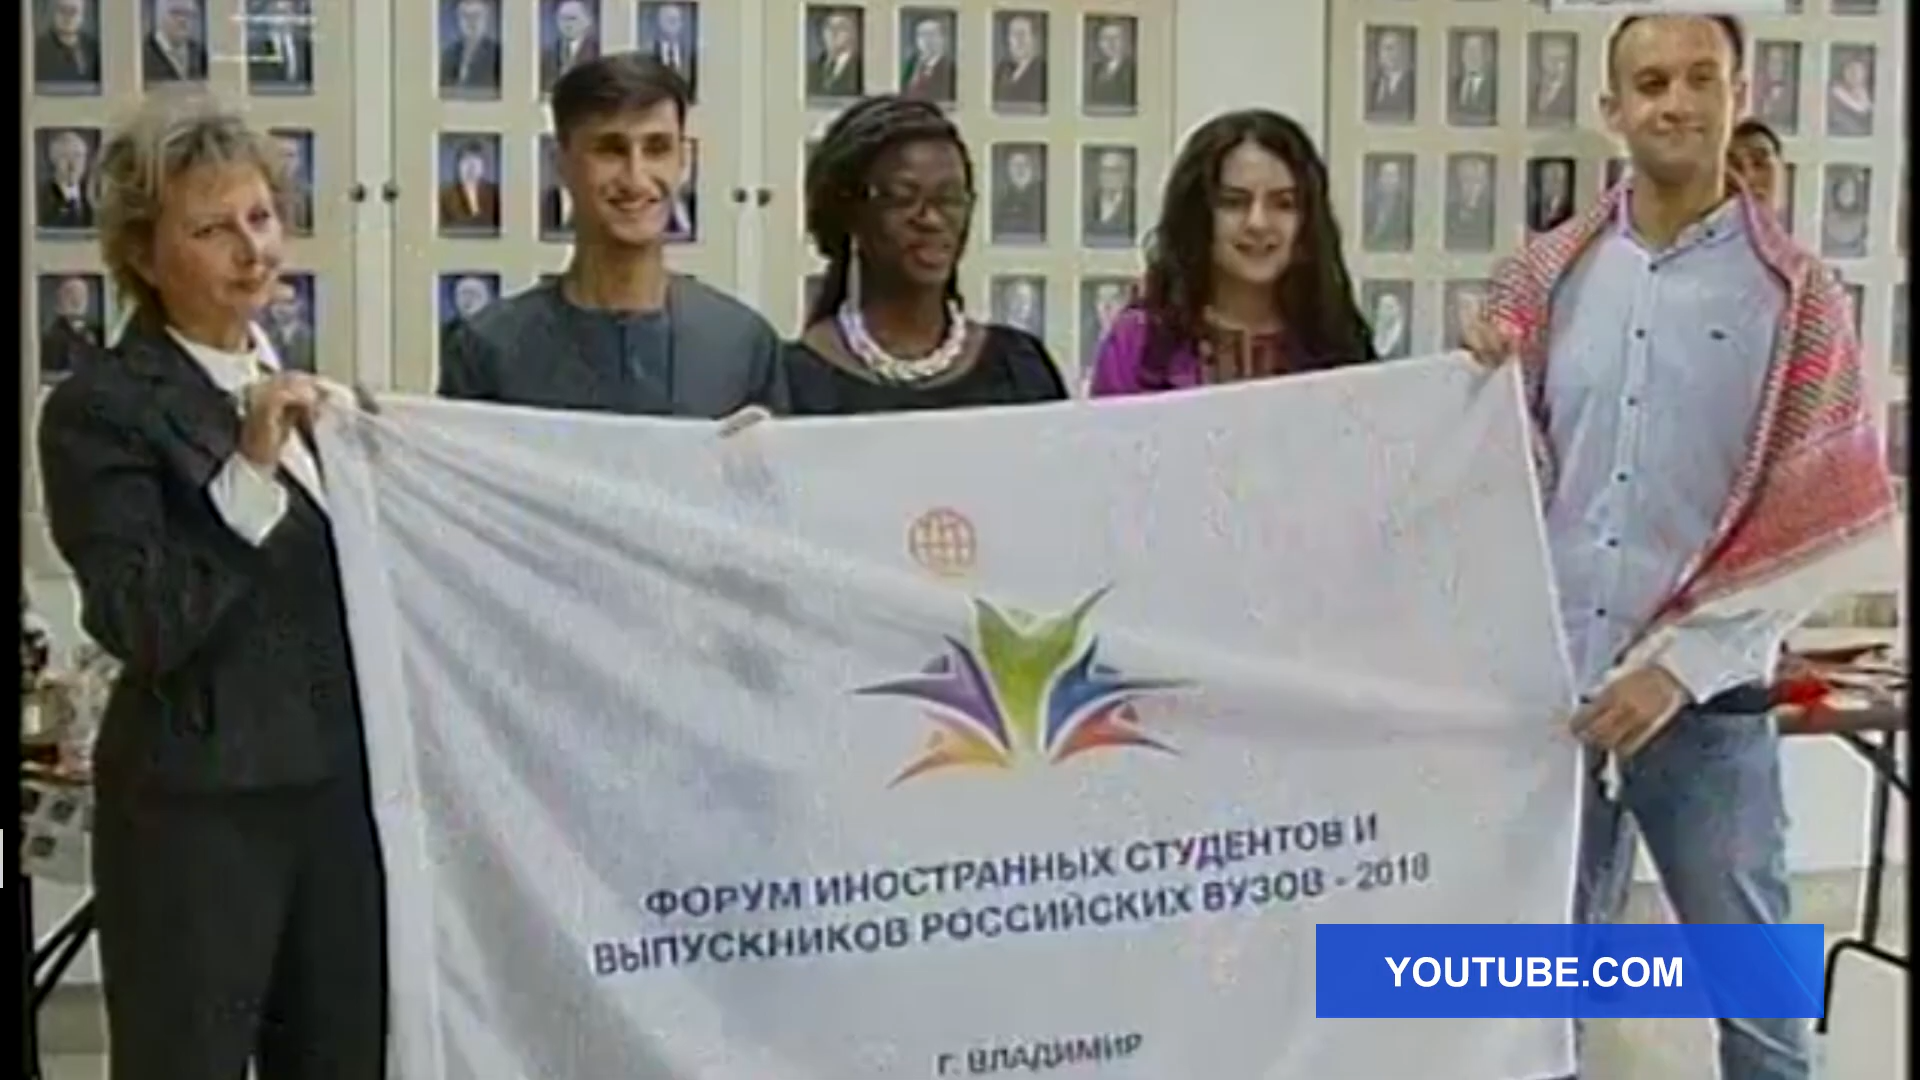 ФОРУМ ИНОСТРАННЫХ СТУДЕНТОВ И
ВЫПУСКНИКОВ РОССИЙСКИХ ВУЗОВ - 2018
г. ВЛАДИМИР
YOUTUBE.COM